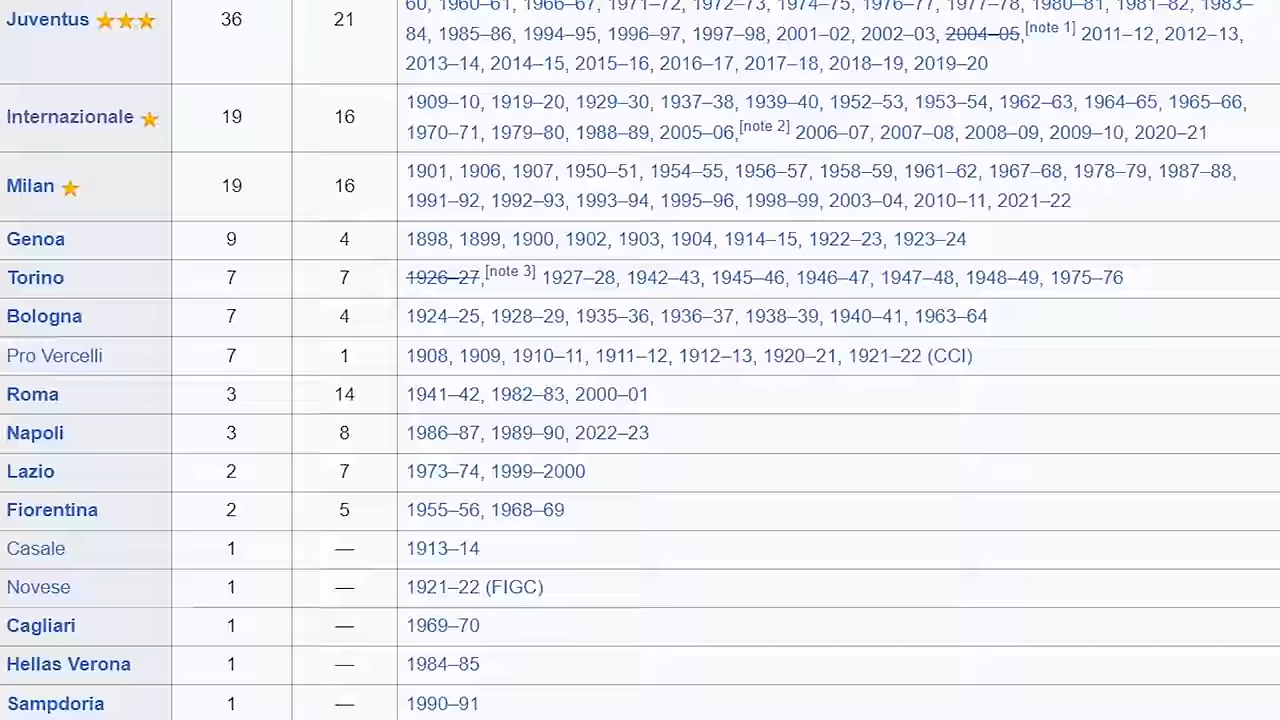 60, 1960–61, 1966–67, 1971–72, 1972–73, 1974–75, 1976–77, 1977–78, 1980–81, 1981–82, 1983–
Juventus 36 21 84, 1985–86, 1994–95, 1996–97, 1997–98, 2001–02, 2002–03, 2004–05,[note 1] 2011–12, 2012–13,
2013–14, 2014–15, 2015–16, 2016–17, 2017–18, 2018–19, 2019–20
Internazionale 19 16 1909–10, 1919–20, 1929–30, 1937–38, 1939–40, 1952–53, 1953–54, 1962–63, 1964–65, 1965–66,
1970–71, 1979–80, 1988–89, 2005–06,[note 2] 2006–07, 2007–08, 2008–09, 2009–10, 2020–21
Milan 19 16 1901, 1906, 1907, 1950–51, 1954–55, 1956–57, 1958–59, 1961–62, 1967–68, 1978–79, 1987–88,
1991–92, 1992–93, 1993–94, 1995–96, 1998–99, 2003–04, 2010–11, 2021–22
Genoa 9 4 1898, 1899, 1900, 1902, 1903, 1904, 1914–15, 1922–23, 1923–24
Torino 7 7 1926–27,[note 3] 1927–28, 1942–43, 1945–46, 1946–47, 1947–48, 1948–49, 1975–76
Bologna 7 4 1924–25, 1928–29, 1935–36, 1936–37, 1938–39, 1940–41, 1963–64
Pro Vercelli 7 1 1908, 1909, 1910–11, 1911–12, 1912–13, 1920–21, 1921–22 (CCI)
Roma 3 14 1941–42, 1982–83, 2000–01
Napoli 3 8 1986–87, 1989–90, 2022–23
Lazio 2 7 1973–74, 1999–2000
Fiorentina 2 5 1955–56, 1968–69
Casale 1 — 1913–14
Novese 1 — 1921–22 (FIGC)
Cagliari 1 — 1969–70
Hellas Verona 1 — 1984–85
Sampdoria 1 — 1990–91